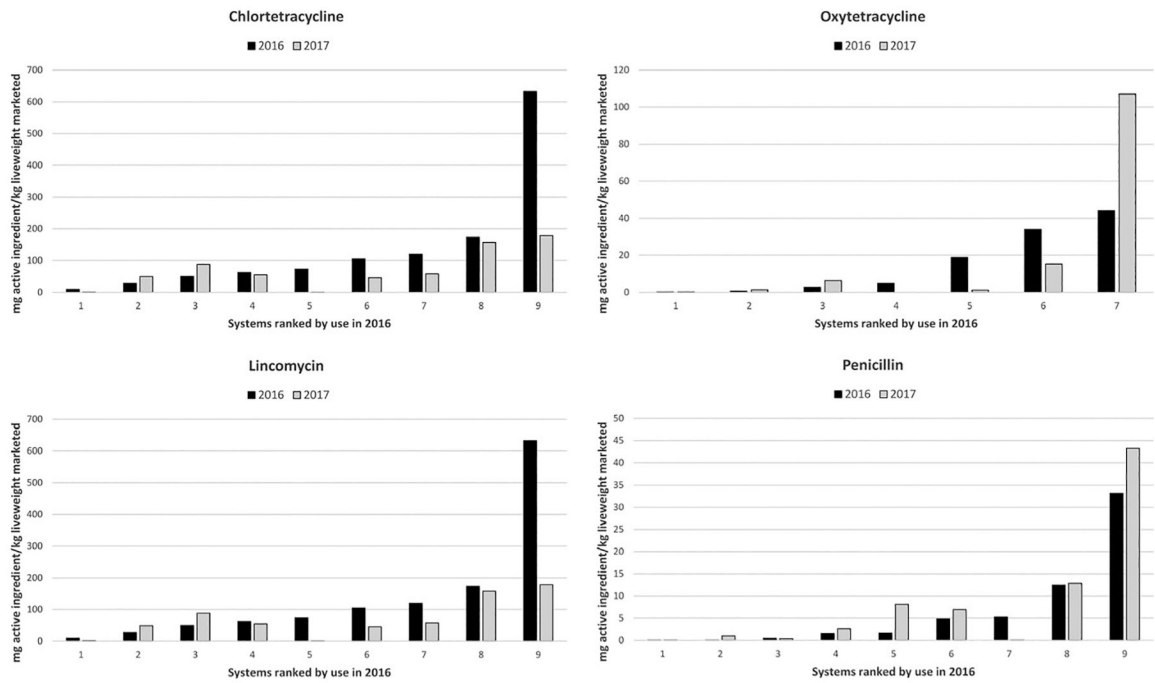 Chlortetracycline
2016 2017
mg active ingredient/kg liveweight marketed
700
600
500
400
300
200
100
0
1 2 3 4 5 6 7 8 9
Systems ranked by use in 2016
Oxytetracycline
2016 2017
mg active ingredient/kg liveweight marketed
120
100
80
60
40
20
0
1 2 3 4 5 6 7
Systems ranked by use in 2016
Lincomycin
2016 2017
mg active ingredient/kg liveweight marketed
700
600
500
400
300
200
100
0
1 2 3 4 5 6 7 8 9
Systems ranked by use in 2016
Penicillin
2016 2017
mg active ingredient/kg liveweight marketed
50
45
40
35
30
25
20
15
10
5
0
1 2 3 4 5 6 7 8 9
Systems ranked by use in 2016